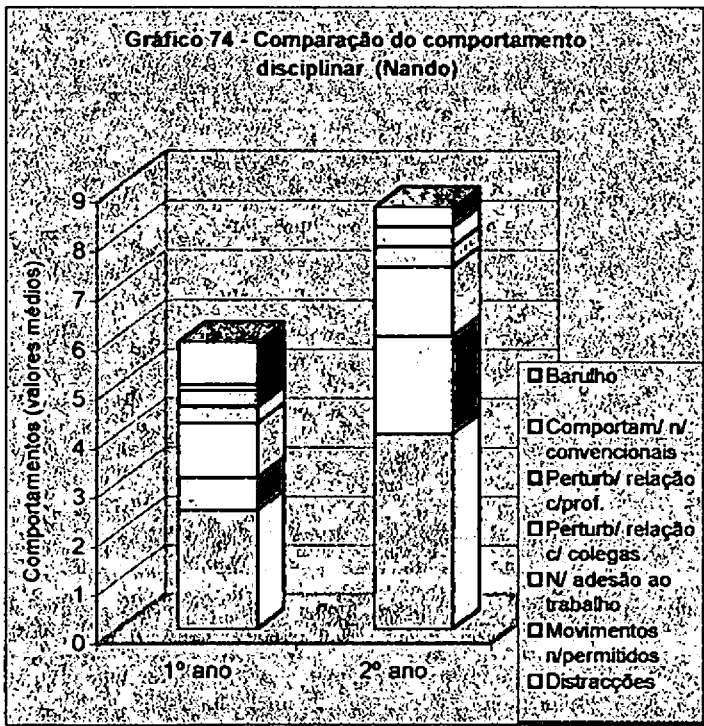 Gráfico 74 - Comparação do comportamento
disciplinar. (Nando)
Comportamentos (valores médios)
9
8
7
6
5
4
3
2
1
0
1º ano
2º ano
Barulho
Comportam/ n/
convencionais
Perturb/ relação
c/prof.
Perturb/ relação
c/ colegas
N/ adesão ao
trabalho
Movimentos
n/permitidos
Distracções